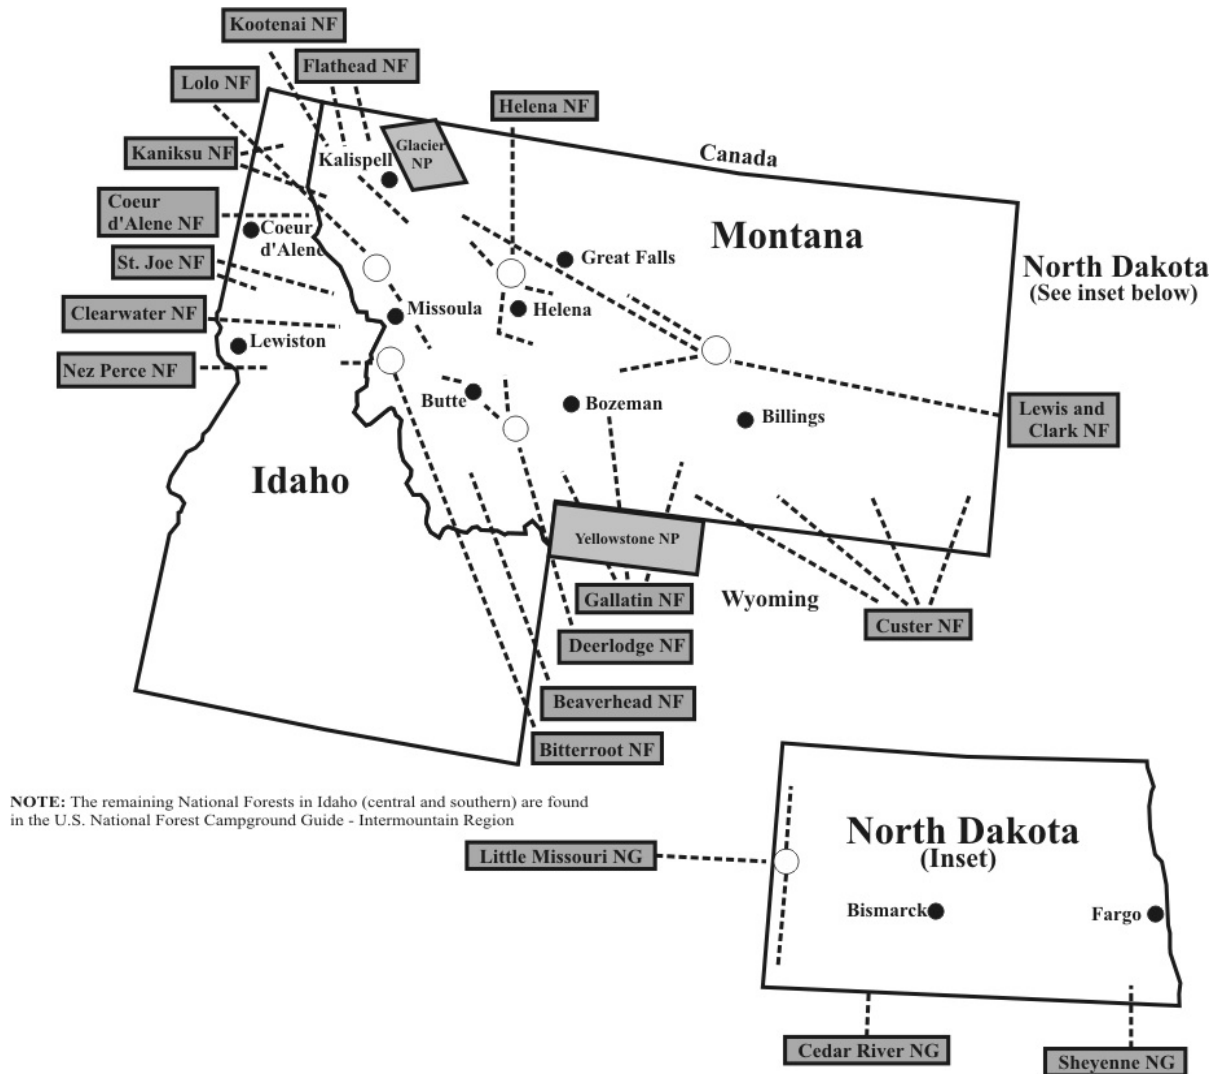 Kootenai NF
Flathead NF
Lolo NF
Helena NF
Kaniksu NF
Kalispell
Glacier
NP
Canada
Coeur
d'Alene NF
Coeur
d'Alene
Montana
St. Joe NF
Great Falls
North Dakota
(See inset below)
Clearwater NF
Missoula
Helena
Lewiston
Nez Perce NF
Butte
Bozeman
Billings
Lewis and
Clark NF
Idaho
Yellowstone NP
Gallatin NF
Wyoming
Custer NF
Deerlodge NF
Beaverhead NF
Bitterroot NF
NOTE: The remaining National Forests in Idaho (central and southern) are found
in the U.S. National Forest Campground Guide - Intermountain Region
North Dakota
(Inset)
Little Missouri NG
Bismarck
Fargo
Cedar River NG
Sheyenne NG